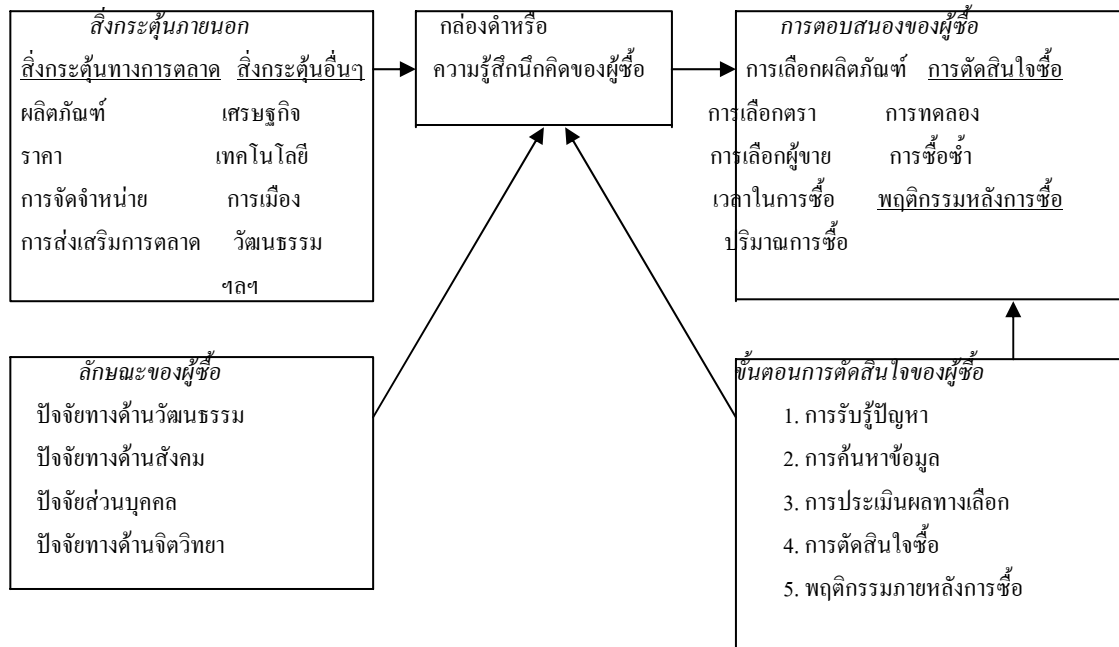 สิ่งกระตุ้นภายนอก
สิ่งกระตุ้นทางการตลาด สิ่งกระตุ้นอื่นๆ
ผลิตภัณฑ์ เศรษฐกิจ
ราคา เทคโนโลยี
การจัดจำหน่าย การเมือง
การส่งเสริมการตลาด วัฒนธรรม
ฯลฯ
กล่องดำหรือ
ความรู้สึกนึกคิดของผู้ซื้อ
การตอบสนองของผู้ซื้อ
การเลือกผลิตภัณฑ์ การตัดสินใจซื้อ
การเลือกตรา การทดลอง
การเลือกผู้ขาย การซื้อซ้ำ
เวลาในการซื้อ พฤติกรรมหลังการซื้อ
ปริมาณการซื้อ
ลักษณะของผู้ซื้อ
ปัจจัยทางด้านวัฒนธรรม
ปัจจัยทางด้านสังคม
ปัจจัยส่วนบุคคล
ปัจจัยทางด้านจิตวิทยา
ขั้นตอนการตัดสินใจของผู้ซื้อ
1. การรับรู้ปัญหา
2. การค้นหาข้อมูล
3. การประเมินผลทางเลือก
4. การตัดสินใจซื้อ
5. พฤติกรรมภายหลังการซื้อ